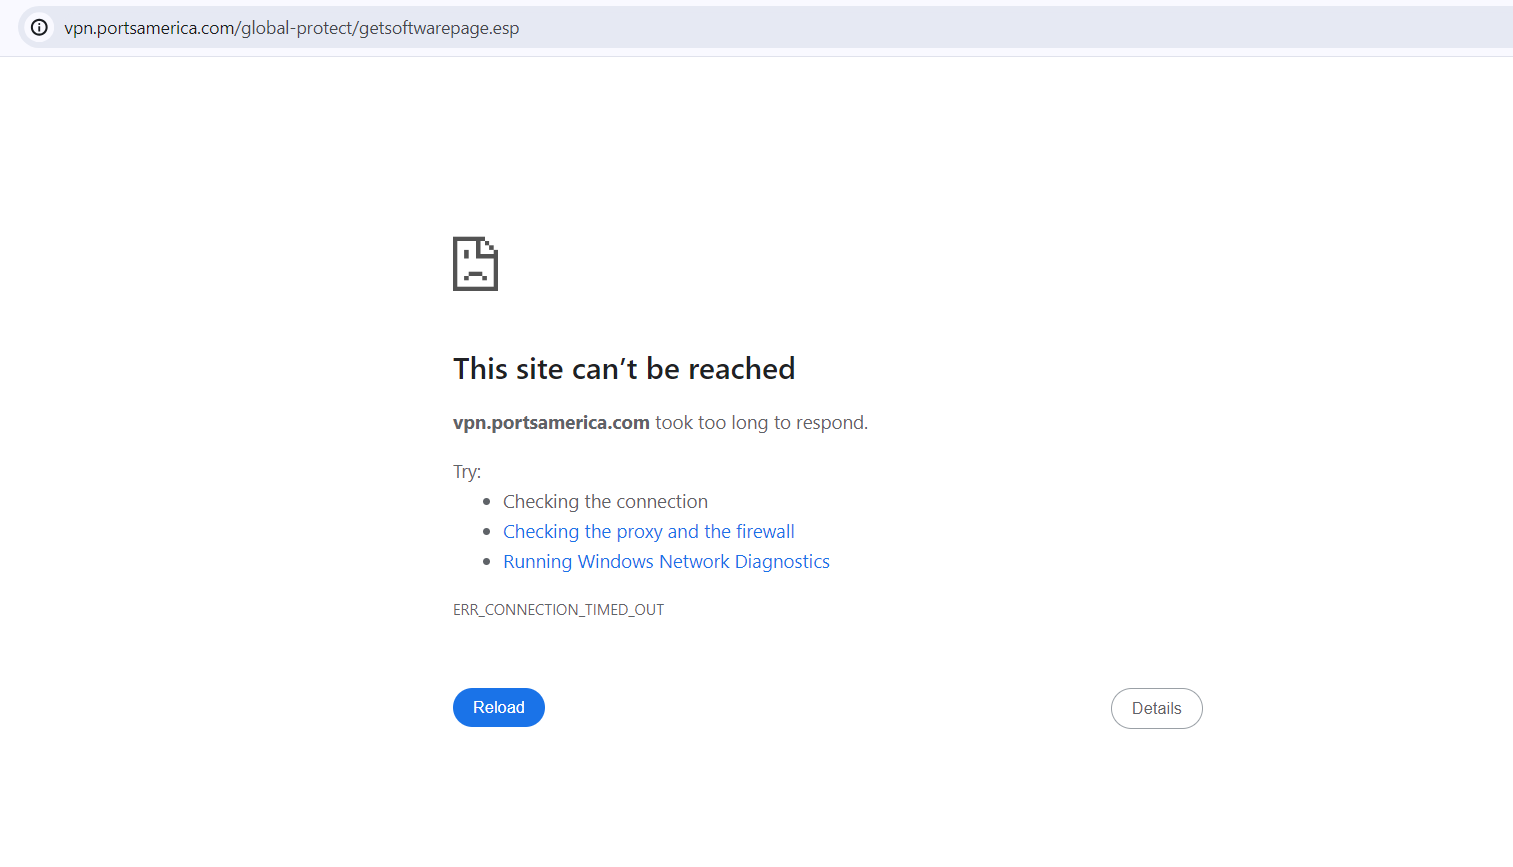 vpn.portsamerica.com/global-protect/getsoftwarepage.esp
This site can’t be reached
vpn.portsamerica.com took too long to respond.
Try:
Checking the connection
Checking the proxy and the firewall
Running Windows Network Diagnostics
ERR_CONNECTION_TIMED_OUT
Reload
Details